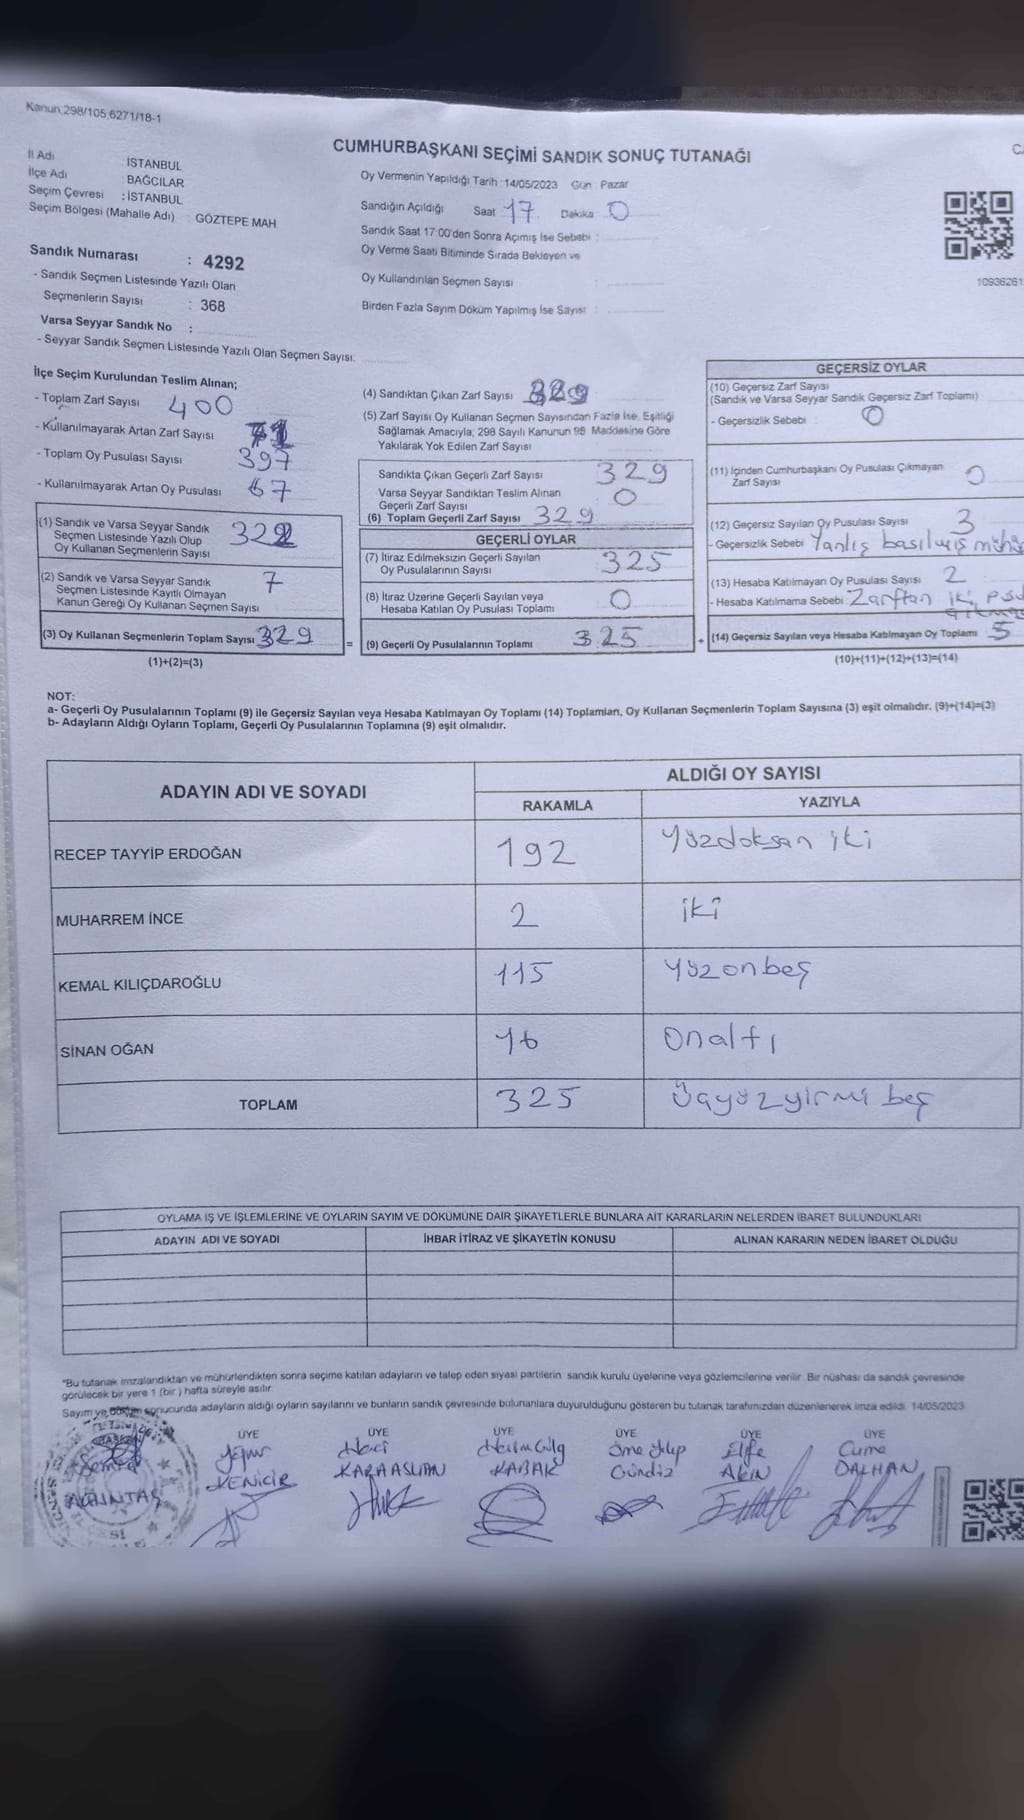 Kanun:298/105;6271/18-1
CUMHURBAŞKANI SEÇİMİ SANDIK SONUÇ TUTANAĞI
İl Adı : İSTANBUL
İlçe Adı : BAĞCILAR
Seçim Çevresi : İSTANBUL
Seçim Bölgesi (Mahalle Adı) : GÖZTEPE MAH
Oy Vermenin Yapıldığı Tarih :14/05/2023 Gün Pazar
Sandığın Açıldığı Saat 17 Dakika 0
Sandık Saat 17:00'den Sonra Açımış İse Sebebi :
Oy Verme Saati Bitiminde Sırada Bekleyen ve
Oy Kullandırılan Seçmen Sayısı
Birden Fazla Sayım Döküm Yapılmış İse Sayısı :
10936261
Sandık Numarası : 4292
- Sandık Seçmen Listesinde Yazılı Olan
Seçmenlerin Sayısı : 368
Varsa Seyyar Sandık No :
- Seyyar Sandık Seçmen Listesinde Yazılı Olan Seçmen Sayısı:
İlçe Seçim Kurulundan Teslim Alınan;
- Toplam Zarf Sayısı 400
- Kullanılmayarak Artan Zarf Sayısı
- Toplam Oy Pusulası Sayısı 397
- Kullanılmayarak Artan Oy Pusulası 67
(1) Sandık ve Varsa Seyyar Sandık
Seçmen Listesinde Yazılı Olup
Oy Kullanan Seçmenlerin Sayısı 322
(2) Sandık ve Varsa Seyyar Sandık
Seçmen Listesinde Kayıtlı Olmayan
Kanun Gereği Oy Kullanan Seçmen Sayısı 7
(3) Oy Kullanan Seçmenlerin Toplam Sayısı 329 =
(1)+(2)=(3)
(4) Sandıktan Çıkan Zarf Sayısı 329
(5) Zarf Sayısı Oy Kullanan Seçmen Sayısından Fazla İse, Eşitliği
Sağlamak Amacıyla; 298 Sayılı Kanunun 98. Maddesine Göre
Yakılarak Yok Edilen Zarf Sayısı
Sandıkta Çıkan Geçerli Zarf Sayısı 329
Varsa Seyyar Sandıktan Teslim Alınan
Geçerli Zarf Sayısı 0
(6) Toplam Geçerli Zarf Sayısı 329
GEÇERLİ OYLAR
(7) İtiraz Edilmeksizin Geçerli Sayılan
Oy Pusulalarının Sayısı 325
(8) İtiraz Üzerine Geçerli Sayılan veya
Hesaba Katılan Oy Pusulası Toplamı 0
(9) Geçerli Oy Pusulalarının Toplamı 325 +
GEÇERSİZ OYLAR
(10) Geçersiz Zarf Sayısı
(Sandık ve Varsa Seyyar Sandık Geçersiz Zarf Toplamı)
- Geçersizlik Sebebi : 0
(11) İçinden Cumhurbaşkanı Oy Pusulası Çıkmayan
Zarf Sayısı 0
(12) Geçersiz Sayılan Oy Pusulası Sayısı 3
- Geçersizlik Sebebi Yanlış basılmış mühü
(13) Hesaba Katılmayan Oy Pusulası Sayısı 2
- Hesaba Katılmama Sebebi Zarftan iki pusu
(14) Geçersiz Sayılan veya Hesaba Katılmayan Oy Toplamı 5
(10)+(11)+(12)+(13)=(14)
NOT:
a- Geçerli Oy Pusulalarının Toplamı (9) ile Geçersiz Sayılan veya Hesaba Katılmayan Oy Toplamı (14) Toplamları, Oy Kullanan Seçmenlerin Toplam Sayısına (3) eşit olmalıdır. (9)+(14)=(3)
b- Adayların Aldığı Oyların Toplamı, Geçerli Oy Pusulalarının Toplamına (9) eşit olmalıdır.
ADAYIN ADI VE SOYADI ALDIĞI OY SAYISI
RAKAMLA YAZIYLA
RECEP TAYYİP ERDOĞAN 192 Yüzdoksan iki
MUHARREM İNCE 2 iki
KEMAL KILIÇDAROĞLU 115 Yüzonbeş
SİNAN OĞAN 16 onaltı
TOPLAM 325 Üçyüzyirmi beş
OYLAMA İŞ VE İŞLEMLERİNE VE OYLARIN SAYIM VE DÖKÜMÜNE DAİR ŞİKAYETLERLE BUNLARA AİT KARARLARIN NELERDEN İBARET BULUNDUKLARI
ADAYIN ADI VE SOYADI İHBAR İTİRAZ VE ŞİKAYETİN KONUSU ALINAN KARARIN NEDEN İBARET OLDUĞU
*Bu tutanak imzalandıktan ve mühürlendikten sonra seçime katılan adayların ve talep eden siyasi partilerin sandık kurulu üyelerine veya gözlemcilerine verilir. Bir nüshası da sandık çevresinde
görülecek bir yere 1 (bir ) hafta süreyle asılır.
Sayım ve döküm sonucunda adayların aldığı oyların sayılarını ve bunların sandık çevresinde bulunanlara duyurulduğunu gösteren bu tutanak tarafımızdan düzenlenerek imza edildi. 14/05/2023
ÜYE ÜYE ÜYE ÜYE ÜYE ÜYE
Haci Elife Cuma
YENİCİR KARAASLAN KABAK Gündüz Akın DALHAN